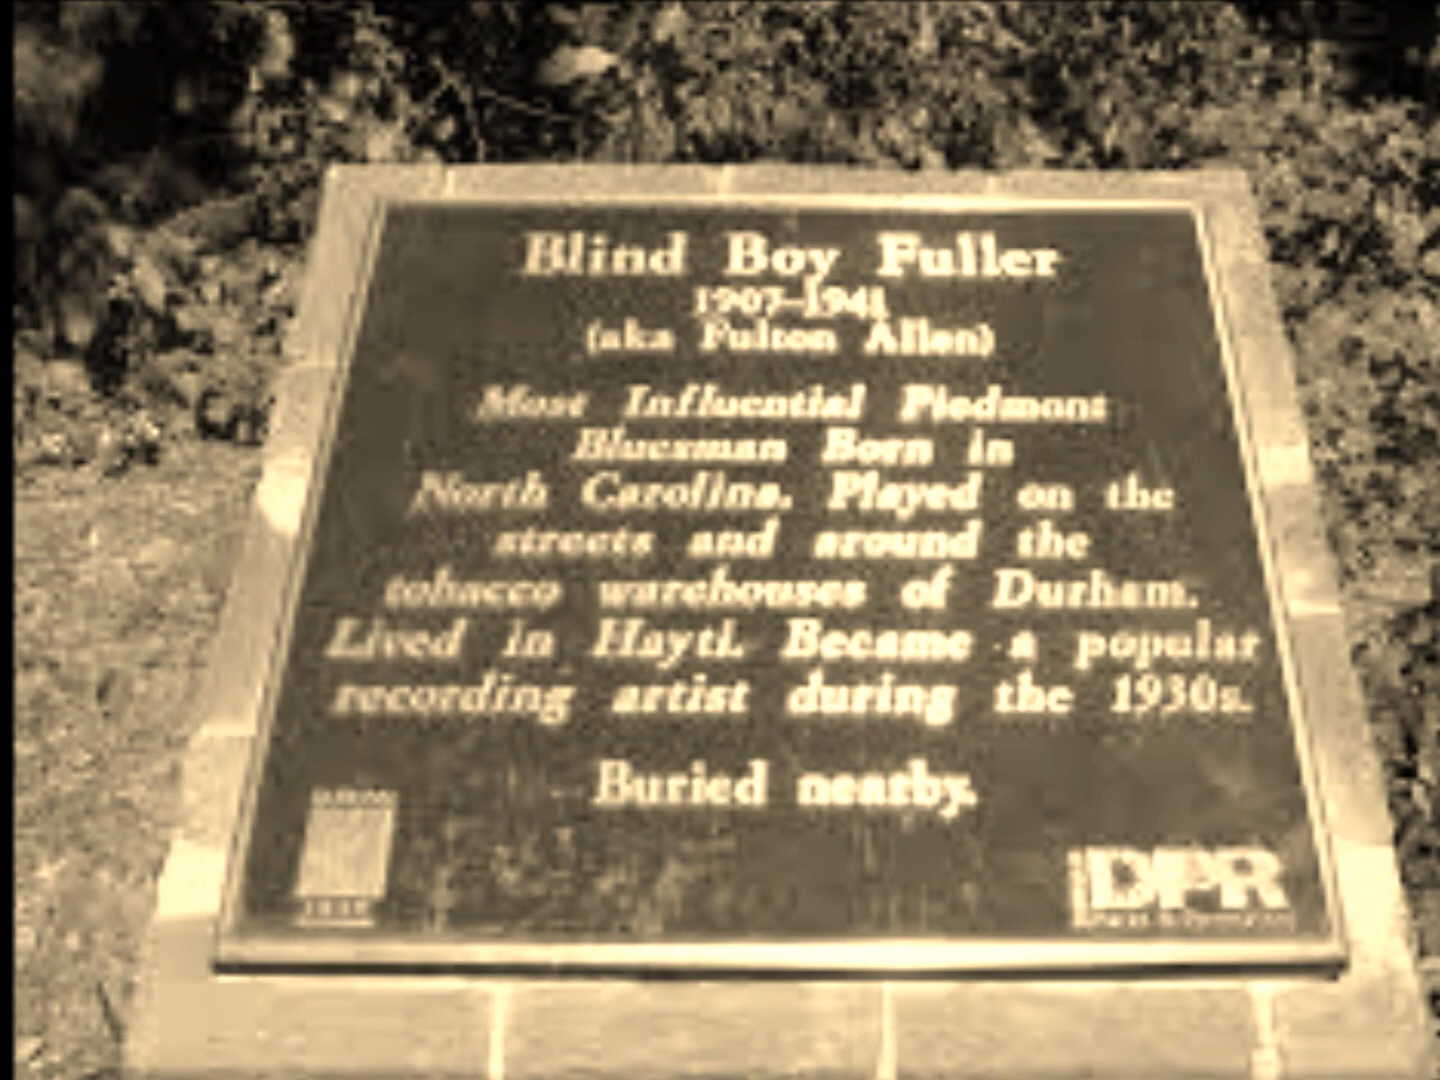 Blind Boy Fuller
1907–1941
(aka Fulton Allen)
Most Influential Piedmont
Bluesman Born in
North Carolina. Played on the
streets and around the
tobacco warehouses of Durham.
Lived in Hayti. Became a popular
recording artist during the 1930s.
Buried nearby.
DPR